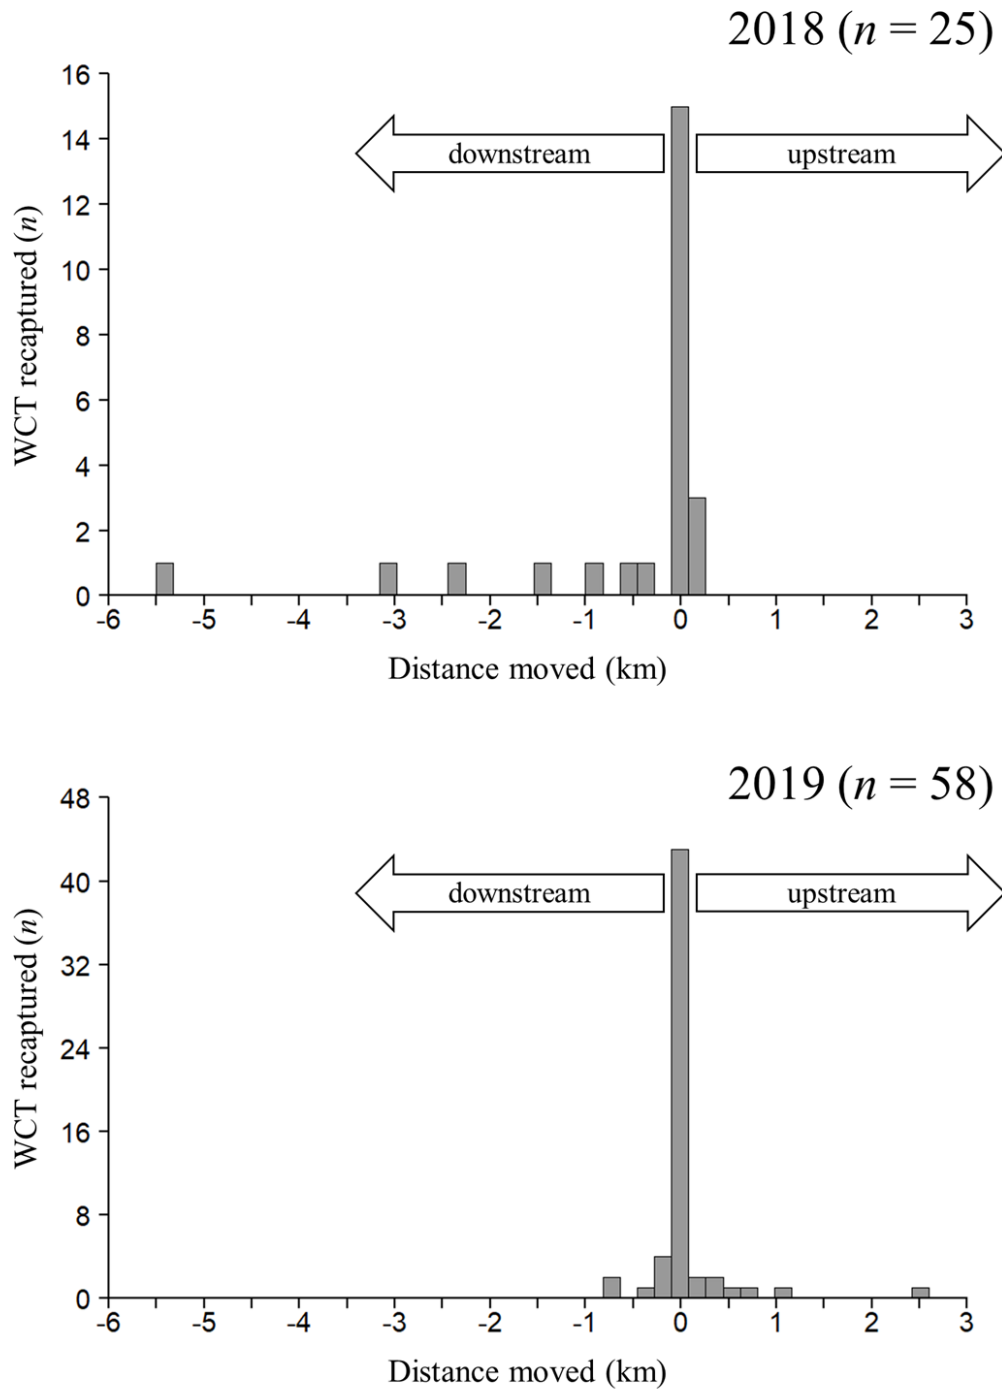 2018 (n = 25)
16
14
12
10
8
6
4
2
0
WCT recaptured (n)
downstream
upstream
-6 -5 -4 -3 -2 -1 0 1 2 3
Distance moved (km)
2019 (n = 58)
48
40
32
24
16
8
0
WCT recaptured (n)
downstream
upstream
-6 -5 -4 -3 -2 -1 0 1 2 3
Distance moved (km)